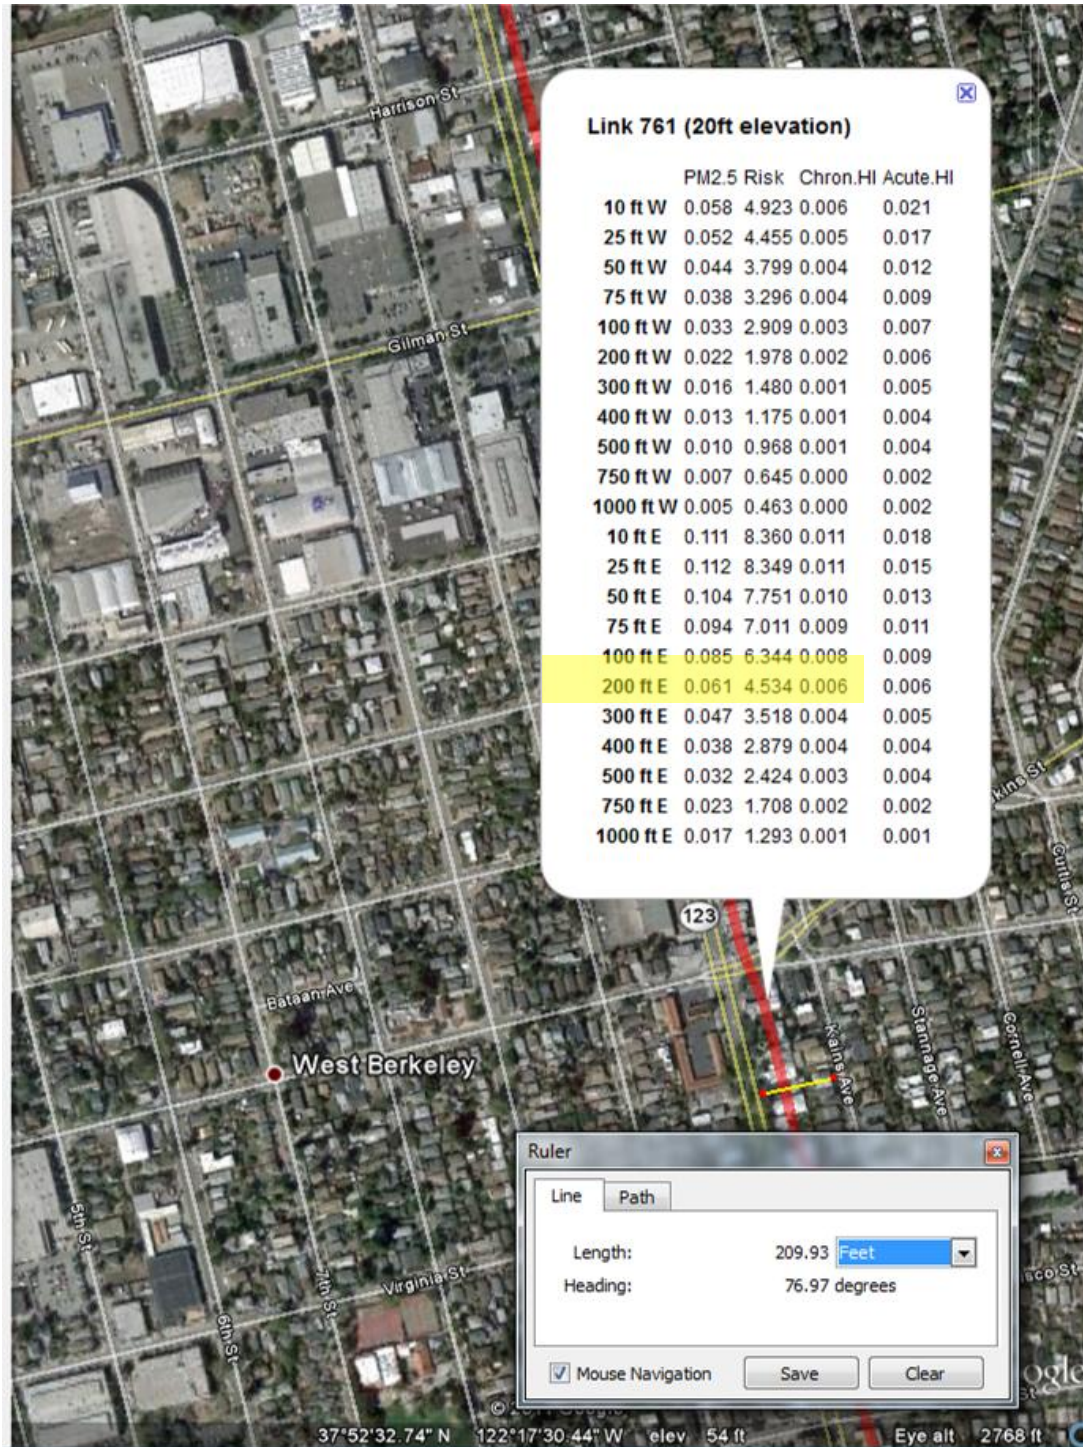 Harrison St
Link 761 (20ft elevation)
PM2.5 Risk Chron.HI Acute.HI
10 ft W 0.058 4.923 0.006 0.021
25 ft W 0.052 4.455 0.005 0.017
50 ft W 0.044 3.799 0.004 0.012
75 ft W 0.038 3.296 0.004 0.009
100 ft W 0.033 2.909 0.003 0.007
200 ft W 0.022 1.978 0.002 0.006
300 ft W 0.016 1.480 0.001 0.005
400 ft W 0.013 1.175 0.001 0.004
500 ft W 0.010 0.968 0.001 0.004
750 ft W 0.007 0.645 0.000 0.002
1000 ft W 0.005 0.463 0.000 0.002
10 ft E 0.111 8.360 0.011 0.018
25 ft E 0.112 8.349 0.011 0.015
50 ft E 0.104 7.751 0.010 0.013
75 ft E 0.094 7.011 0.009 0.011
100 ft E 0.085 6.344 0.008 0.009
200 ft E 0.061 4.534 0.006 0.006
300 ft E 0.047 3.518 0.004 0.005
400 ft E 0.038 2.879 0.004 0.004
500 ft E 0.032 2.424 0.003 0.004
750 ft E 0.023 1.708 0.002 0.002
1000 ft E 0.017 1.293 0.001 0.001
Gilman St
kins St
Curtis St
123
Bataan Ave
West Berkeley
Kains Ave
Stannage Ave
Cornell Ave
Ruler
Line Path
Length: 209.93 Feet
Heading: 76.97 degrees
Mouse Navigation Save Clear
5th St
6th St
7th St
Virginia St
isco St
37°52'32.74" N 122°17'30.44" W elev 54 ft Eye alt 2768 ft